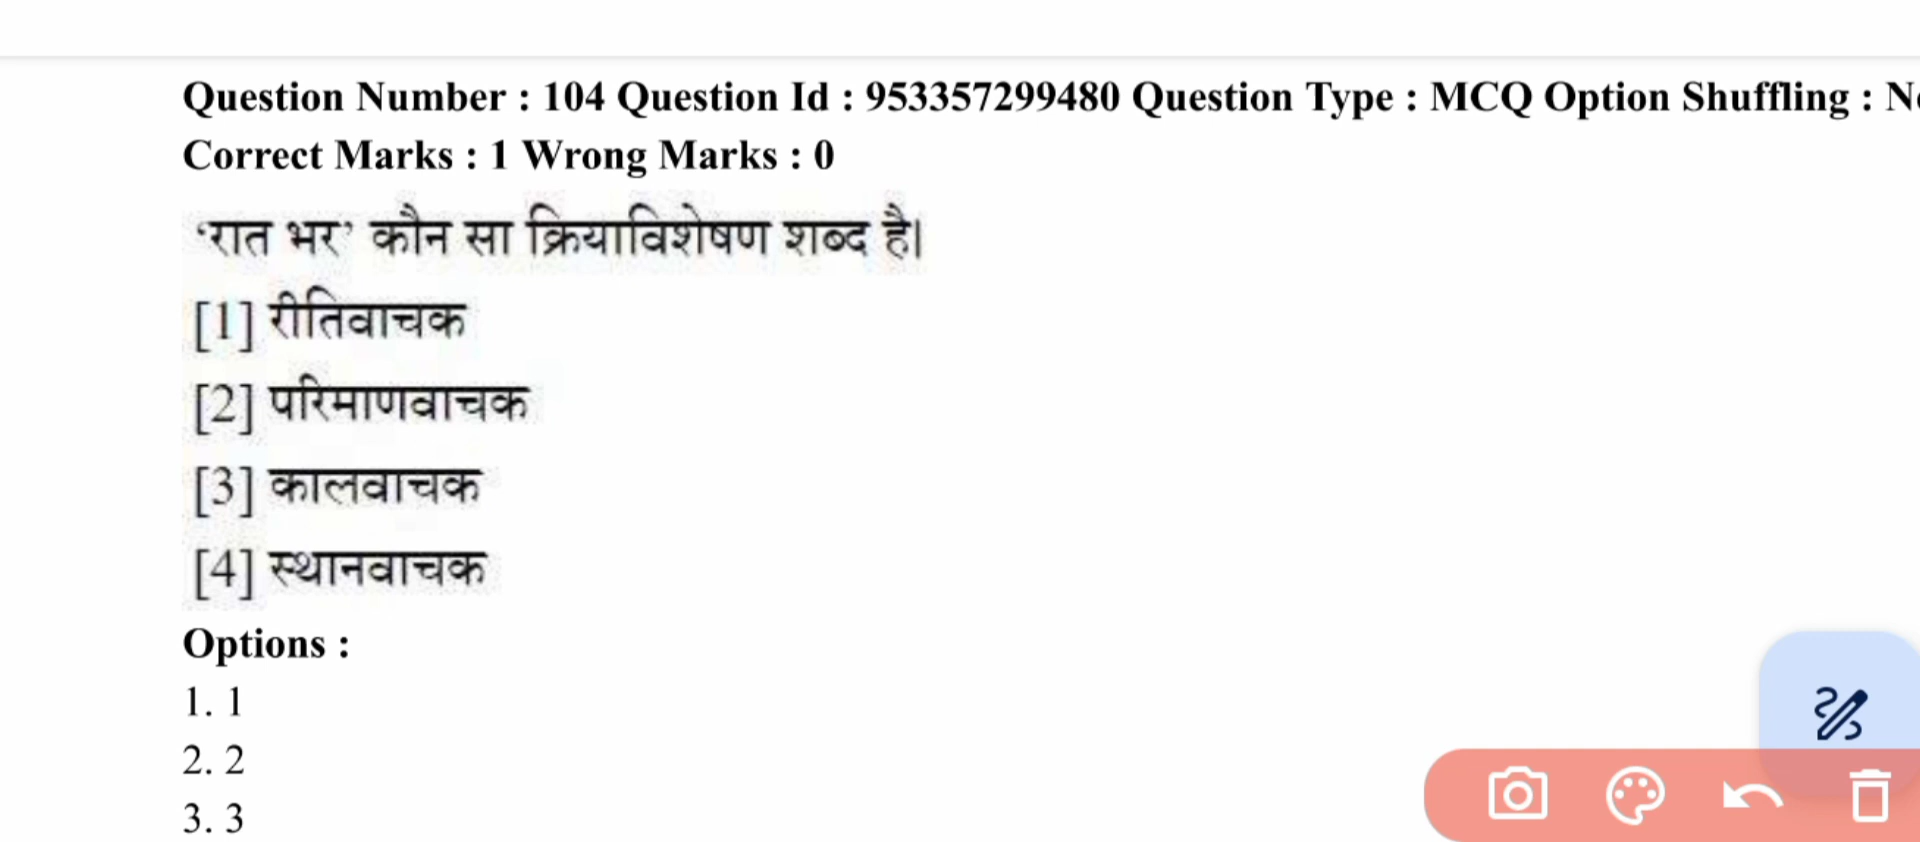 Question Number : 104 Question Id : 953357299480 Question Type : MCQ Option Shuffling :
Correct Marks : 1 Wrong Marks : 0
‘रात भर’ कौन सा क्रियाविशेषण शब्द है।
[1] रीतिवाचक
[2] परिमाणवाचक
[3] कालवाचक
[4] स्थानवाचक
Options :
1. 1
2. 2
3. 3